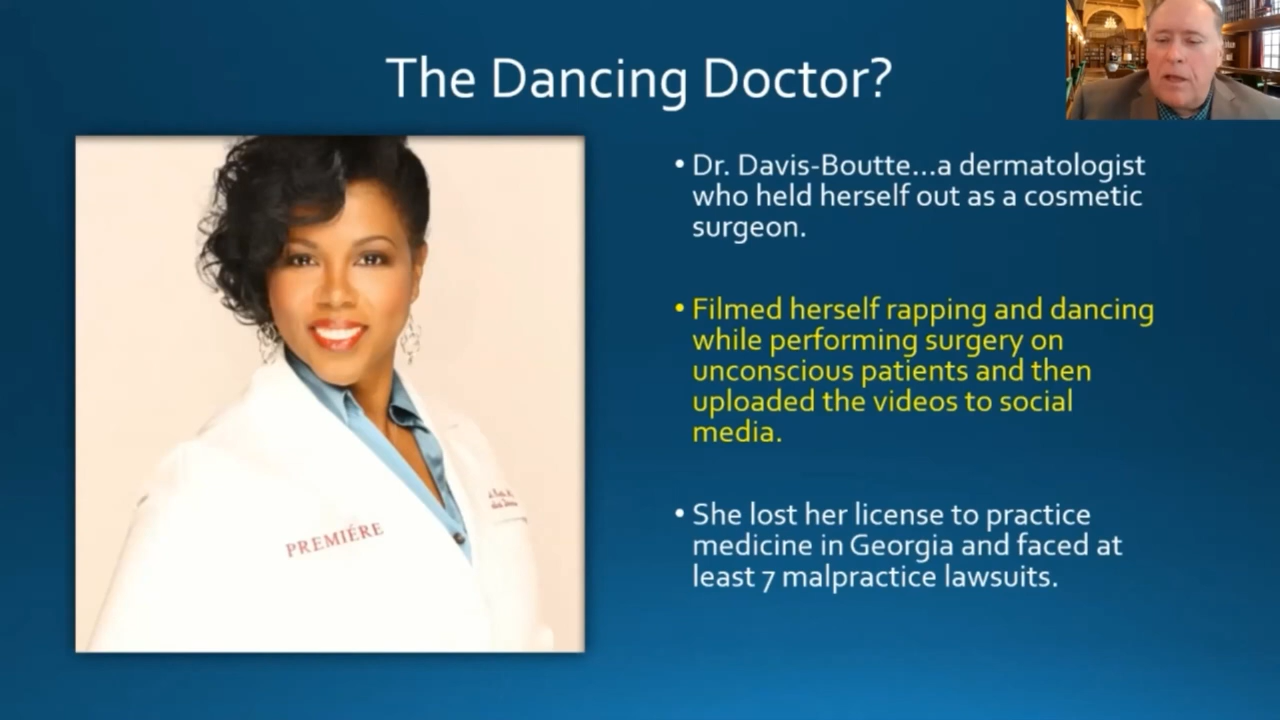 The Dancing Doctor?
• Dr. Davis-Boutte...a dermatologist
who held herself out as a cosmetic
surgeon.
• Filmed herself rapping and dancing
while performing surgery on
unconscious patients and then
uploaded the videos to social
media.
• She lost her license to practice
medicine in Georgia and faced at
least 7 malpractice lawsuits.
PREMIÉRE